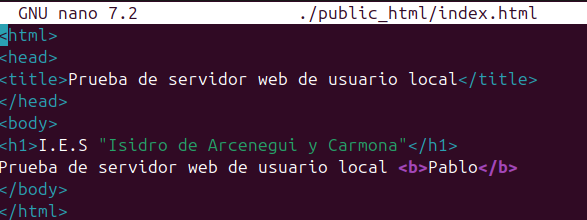 GNU nano 7.2 ./public_html/index.html
<html>
<head>
<title>Prueba de servidor web de usuario local</title>
</head>
<body>
<h1>I.E.S "Isidro de Arcenegui y Carmona"</h1>
Prueba de servidor web de usuario local <b>Pablo</b>
</body>
</html>